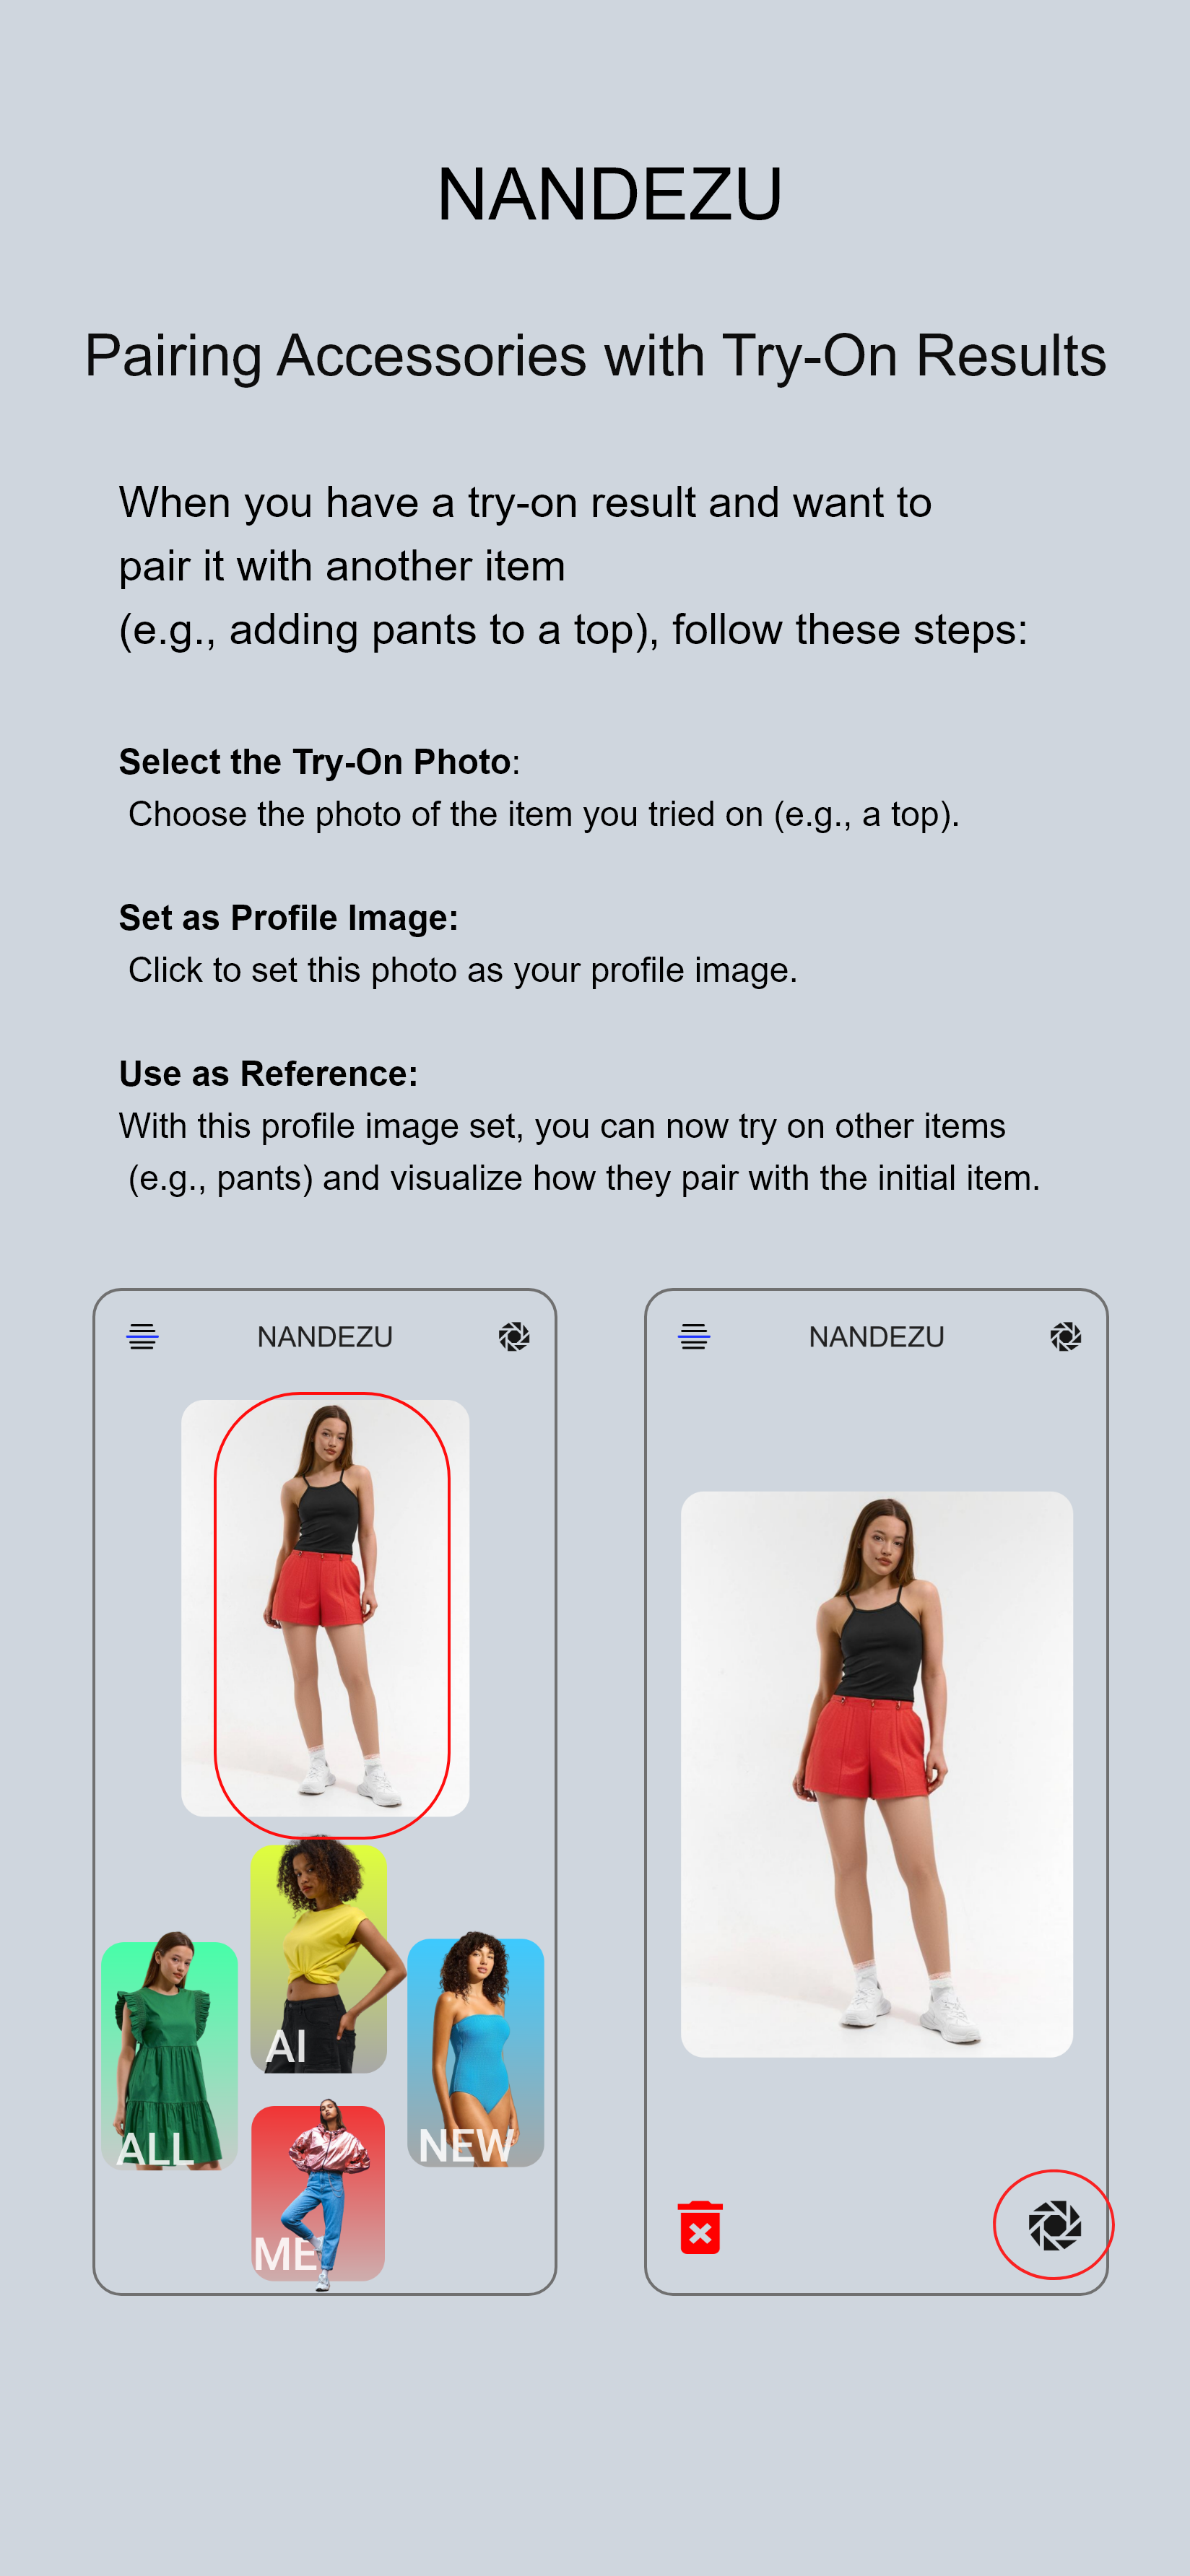 NANDEZU
Pairing Accessories with Try-On Results
When you have a try-on result and want to
pair it with another item
(e.g., adding pants to a top), follow these steps:
Select the Try-On Photo:
Choose the photo of the item you tried on (e.g., a top).
Set as Profile Image:
Click to set this photo as your profile image.
Use as Reference:
With this profile image set, you can now try on other items
(e.g., pants) and visualize how they pair with the initial item.
NANDEZU
AI
ALL
NEW
ME
NANDEZU